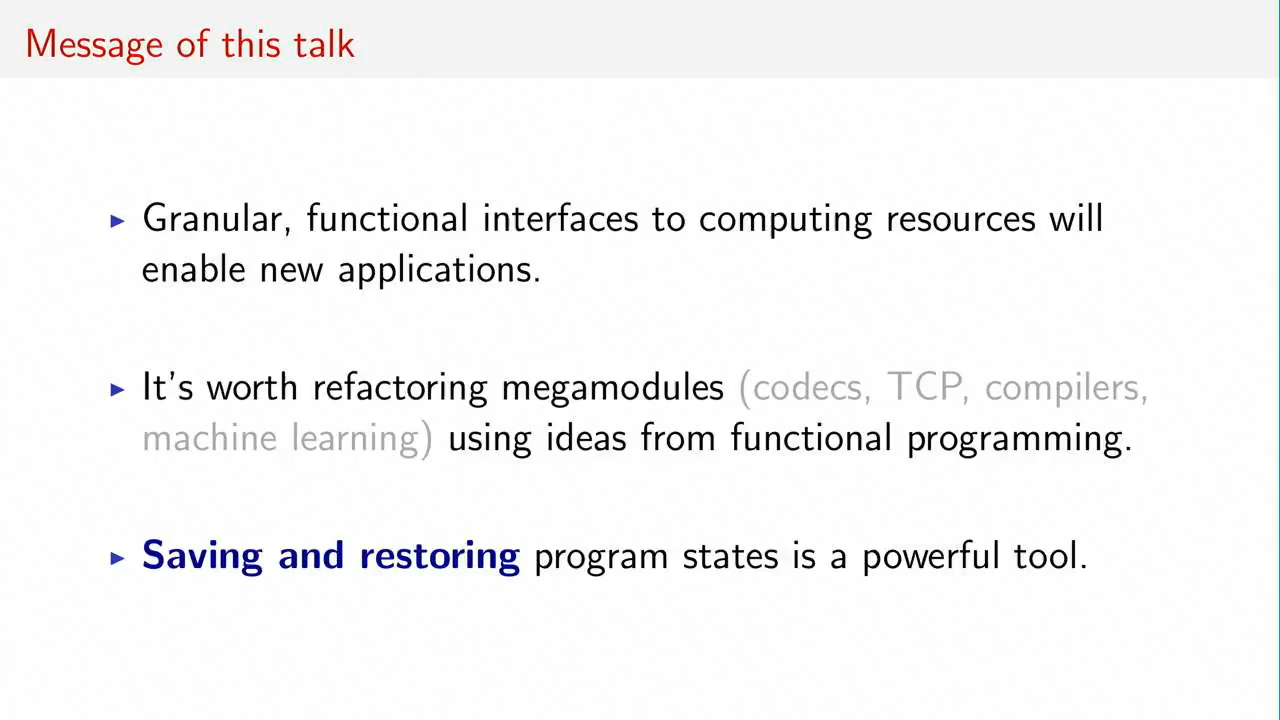 Message of this talk
▶ Granular, functional interfaces to computing resources will
enable new applications.
▶ It's worth refactoring megamodules (codecs, TCP, compilers,
machine learning) using ideas from functional programming.
▶ Saving and restoring program states is a powerful tool.